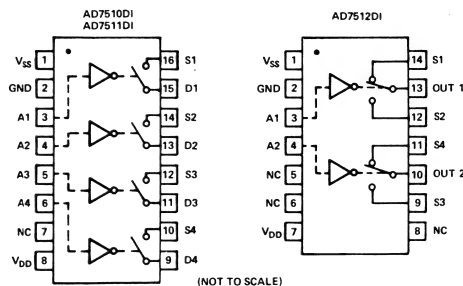 AD7510DI
AD7511DI
VSS 1
GND 2
A1 3
A2 4
A3 5
A4 6
NC 7
VDD 8
16 S1
15 D1
14 S2
13 D2
12 S3
11 D3
10 S4
9 D4
AD7512DI
VSS 1
GND 2
A1 3
A2 4
NC 5
NC 6
VDD 7
14 S1
13 OUT 1
12 S2
11 S4
10 OUT 2
9 S3
8 NC
(NOT TO SCALE)